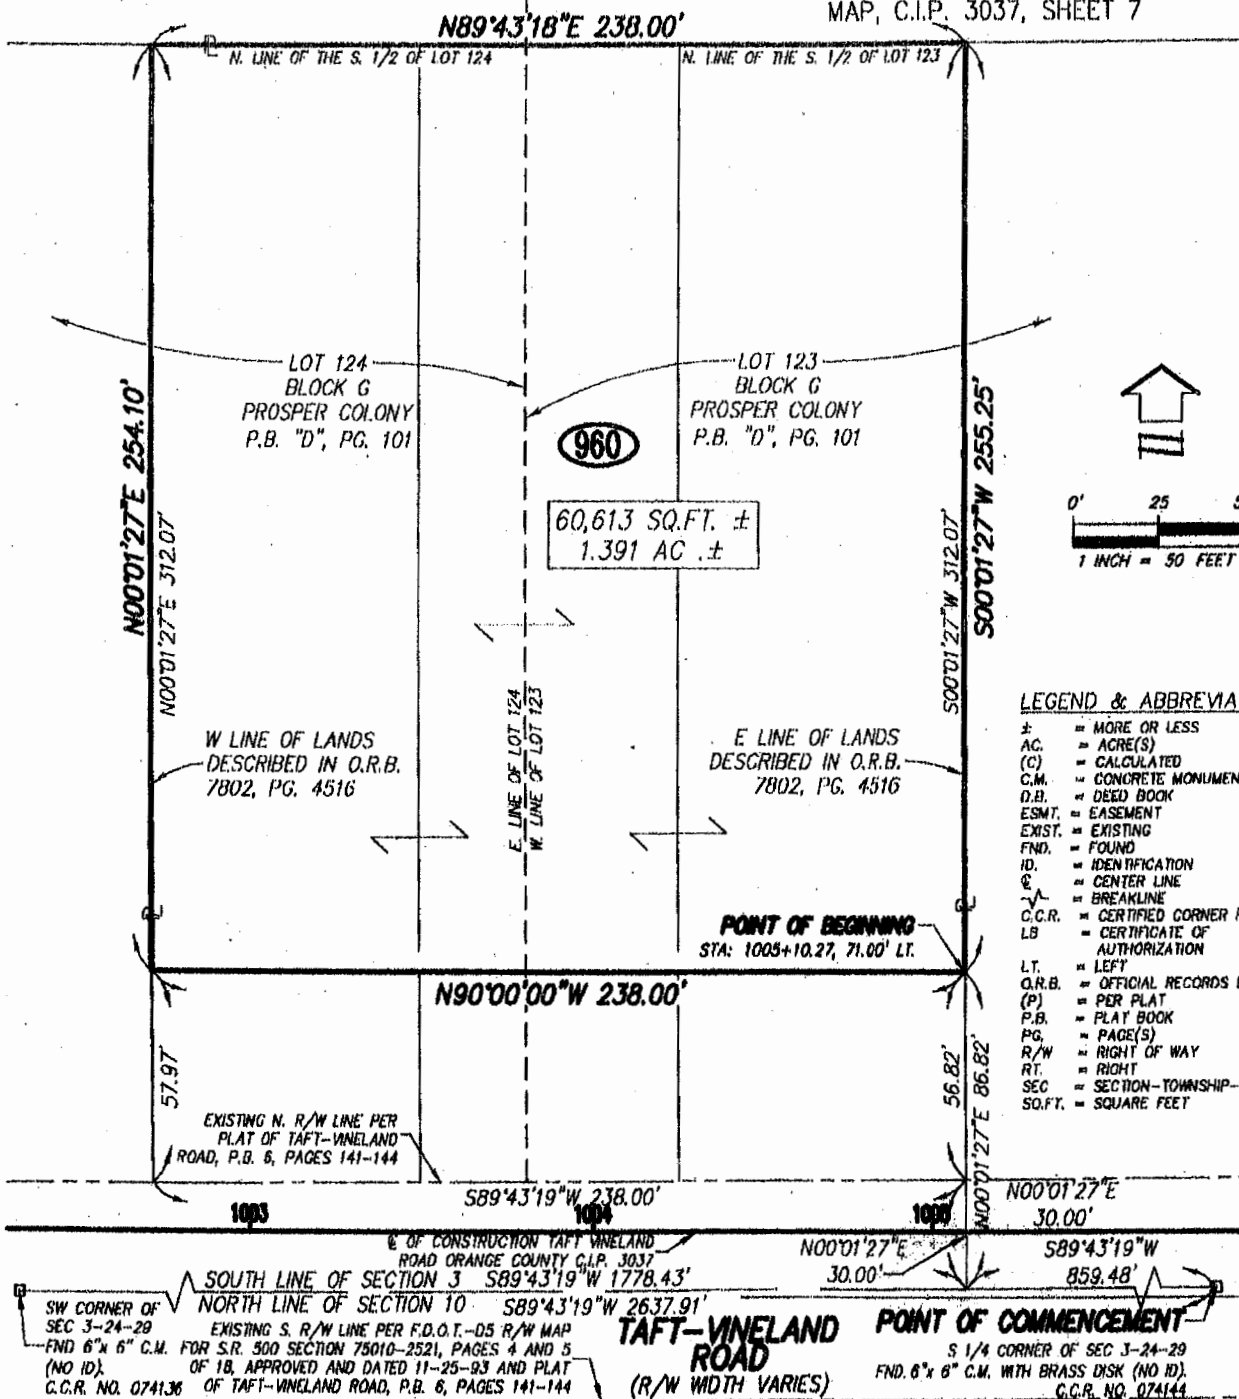 MAP, C.I.P. 3037, SHEET 7
N89°43'18"E 238.00'
N. LINE OF THE S. 1/2 OF LOT 124
N. LINE OF THE S. 1/2 OF LOT 123
LOT 124
BLOCK G
PROSPER COLONY
P.B. "D", PG. 101
LOT 123
BLOCK G
PROSPER COLONY
P.B. "D", PG. 101
960
60,613 SQ.FT. ±
1.391 AC .±
N00°01'27"E 254.10'
N00°01'27"E 312.07'
S00°01'27"W 312.07'
S00°01'27"W 255.25'
0' 25
1 INCH = 50 FEET
W LINE OF LANDS
DESCRIBED IN O.R.B.
7802, PG. 4516
E. LINE OF LOT 124
W. LINE OF LOT 123
E LINE OF LANDS
DESCRIBED IN O.R.B.
7802, PG. 4516
LEGEND & ABBREVIA
± = MORE OR LESS
AC. = ACRE(S)
(C) = CALCULATED
C.M. = CONCRETE MONUMEN
D.B. = DEED BOOK
ESMT. = EASEMENT
EXIST. = EXISTING
FND. = FOUND
ID. = IDENTIFICATION
℄ = CENTER LINE
= BREAKLINE
C.C.R. = CERTIFIED CORNER
LB = CERTIFICATE OF
AUTHORIZATION
L.T. = LEFT
O.R.B. = OFFICIAL RECORDS
(P) = PER PLAT
P.B. = PLAT BOOK
PG. = PAGE(S)
R/W = RIGHT OF WAY
RT. = RIGHT
SEC = SECTION-TOWNSHIP-
SQ.FT. = SQUARE FEET
POINT OF BEGINNING
STA: 1005+10.27, 71.00' LT.
N90°00'00"W 238.00'
57.97'
56.82'
N00°01'27"E 86.82'
EXISTING N. R/W LINE PER
PLAT OF TAFT-VINELAND
ROAD, P.B. 6, PAGES 141-144
S89°43'19"W 238.00'
N00°01'27"E
30.00'
1003
1004
℄ OF CONSTRUCTION TAFT VINELAND
ROAD ORANGE COUNTY C.I.P. 3037
N00°01'27"E
30.00'
S89°43'19"W
859.48'
SOUTH LINE OF SECTION 3 S89°43'19"W 1778.43'
NORTH LINE OF SECTION 10 S89°43'19"W 2637.91'
SW CORNER OF
SEC 3-24-29
FND 6"x 6" C.M.
(NO ID).
C.C.R. NO. 074136
EXISTING S. R/W LINE PER F.D.O.T.-D5 R/W MAP
FOR S.R. 500 SECTION 75010-2521, PAGES 4 AND 5
OF 18, APPROVED AND DATED 11-25-93 AND PLAT
OF TAFT-VINELAND ROAD, P.B. 6, PAGES 141-144
TAFT-VINELAND
ROAD
(R/W WIDTH VARIES)
POINT OF COMMENCEMENT
S 1/4 CORNER OF SEC 3-24-29
FND. 6"x 6" C.M. WITH BRASS DISK (NO ID).
C.C.R. NO. 074144